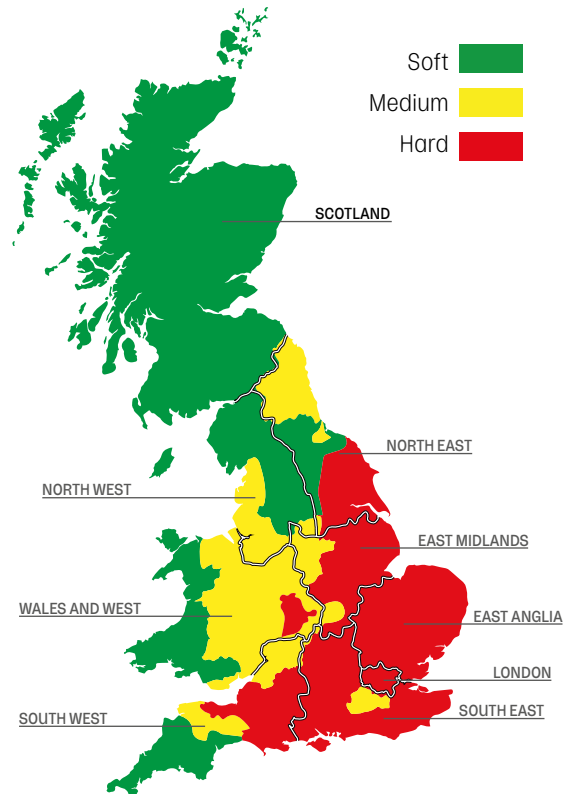 Soft
Medium
Hard
SCOTLAND
NORTH EAST
NORTH WEST
EAST MIDLANDS
WALES AND WEST
EAST ANGLIA
LONDON
SOUTH EAST
SOUTH WEST